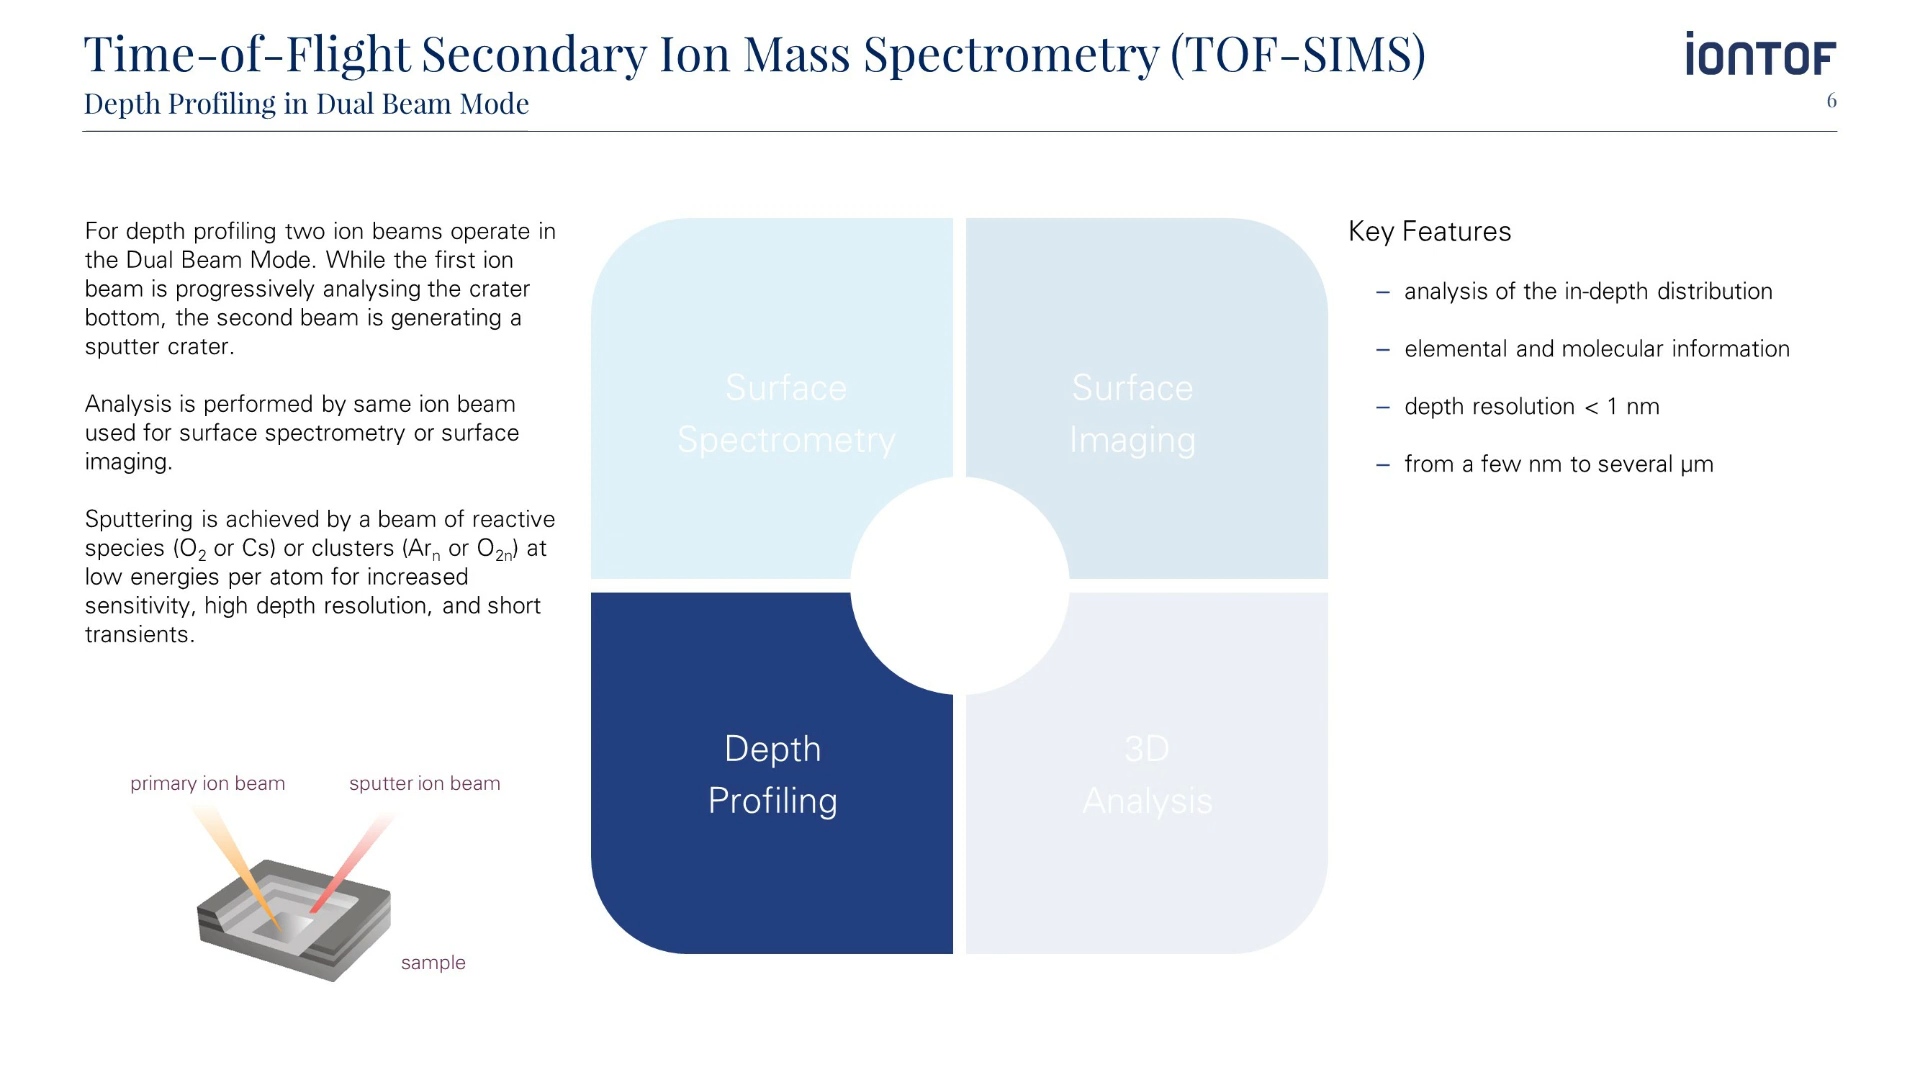 Time-of-Flight Secondary Ion Mass Spectrometry (TOF-SIMS)
Depth Profiling in Dual Beam Mode
ionTOF
6
For depth profiling two ion beams operate in
the Dual Beam Mode. While the first ion
beam is progressively analysing the crater
bottom, the second beam is generating a
sputter crater.
Analysis is performed by same ion beam
used for surface spectrometry or surface
imaging.
Sputtering is achieved by a beam of reactive
species (O₂ or Cs) or clusters (Arₙ or O₂ₙ) at
low energies per atom for increased
sensitivity, high depth resolution, and short
transients.
primary ion beam
sputter ion beam
sample
Surface
Spectrometry
Surface
Imaging
Depth
Profiling
3D
Analysis
Key Features
– analysis of the in-depth distribution
– elemental and molecular information
– depth resolution < 1 nm
– from a few nm to several µm